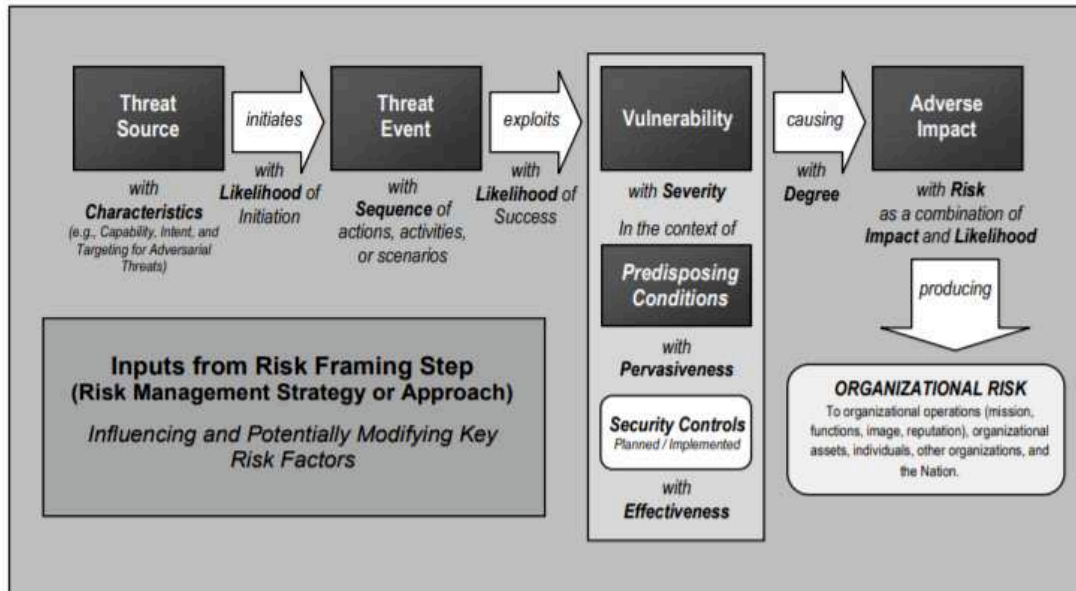 Threat
Source
initiates
Threat
Event
exploits
Vulnerability
causing
Adverse
Impact
with
Characteristics
(e.g., Capability, Intent, and
Targeting for Adversarial
Threats)
with
Likelihood of
Initiation
with
Sequence of
actions, activities,
or scenarios
with
Likelihood of
Success
with Severity
In the context of
Predisposing
Conditions
with
Pervasiveness
Security Controls
Planned / Implemented
with
Effectiveness
with
Degree
with Risk
as a combination of
Impact and Likelihood
producing
ORGANIZATIONAL RISK
To organizational operations (mission,
functions, image, reputation), organizational
assets, individuals, other organizations, and
the Nation.
Inputs from Risk Framing Step
(Risk Management Strategy or Approach)
Influencing and Potentially Modifying Key
Risk Factors